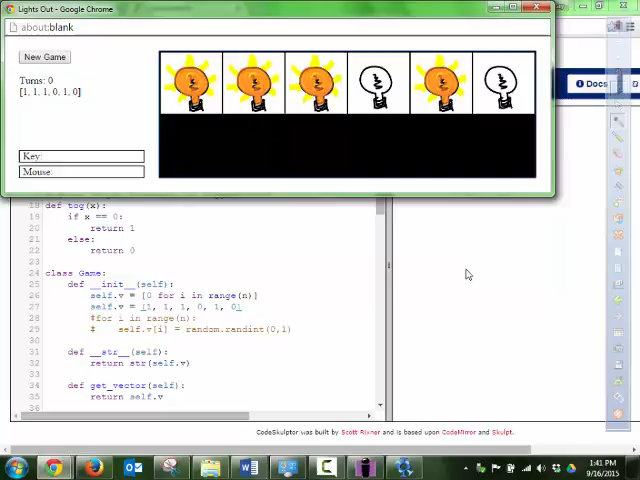 Lights Out - Google Chrome
about:blank
New Game
Turns: 0
[1, 1, 1, 0, 1, 0]
Key:
Mouse:
Docs
18 def tog(x):
19 if x == 0:
20 return 1
21 else:
22 return 0
23
24 class Game:
25 def __init__(self):
26 self.v = [0 for i in range(n)]
27 self.v = [1, 1, 1, 0, 1, 0]
28 #for i in range(n):
29 # self.v[i] = random.randint(0,1)
30
31 def __str__(self):
32 return str(self.v)
33
34 def get_vector(self):
35 return self.v
36
CodeSkulptor was built by Scott Rixner and is based upon CodeMirror and Skulpt.
1:41 PM
9/16/2015